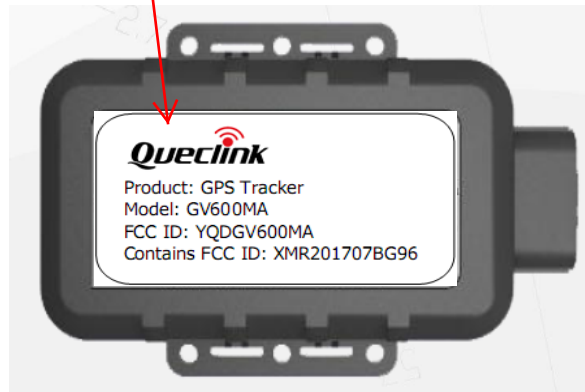 Queclink
Product: GPS Tracker
Model: GV600MA
FCC ID: YQDGV600MA
Contains FCC ID: XMR201707BG96